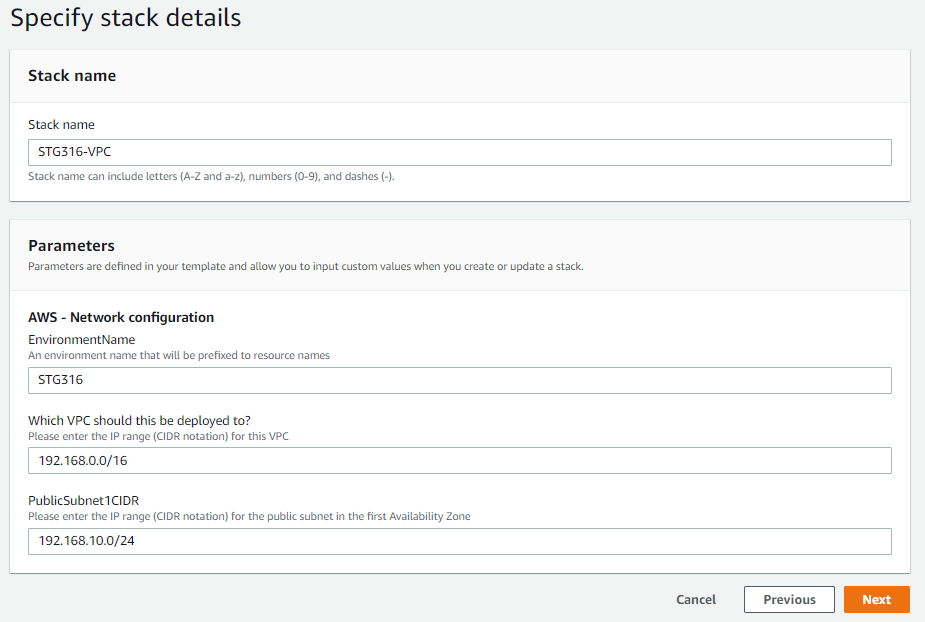 Specify stack details
Stack name
Stack name
STG316-VPC
Stack name can include letters (A-Z and a-z), numbers (0-9), and dashes (-).
Parameters
Parameters are defined in your template and allow you to input custom values when you create or update a stack.
AWS - Network configuration
EnvironmentName
An environment name that will be prefixed to resource names
STG316
Which VPC should this be deployed to?
Please enter the IP range (CIDR notation) for this VPC
192.168.0.0/16
PublicSubnet1CIDR
Please enter the IP range (CIDR notation) for the public subnet in the first Availability Zone
192.168.10.0/24
Cancel Previous Next